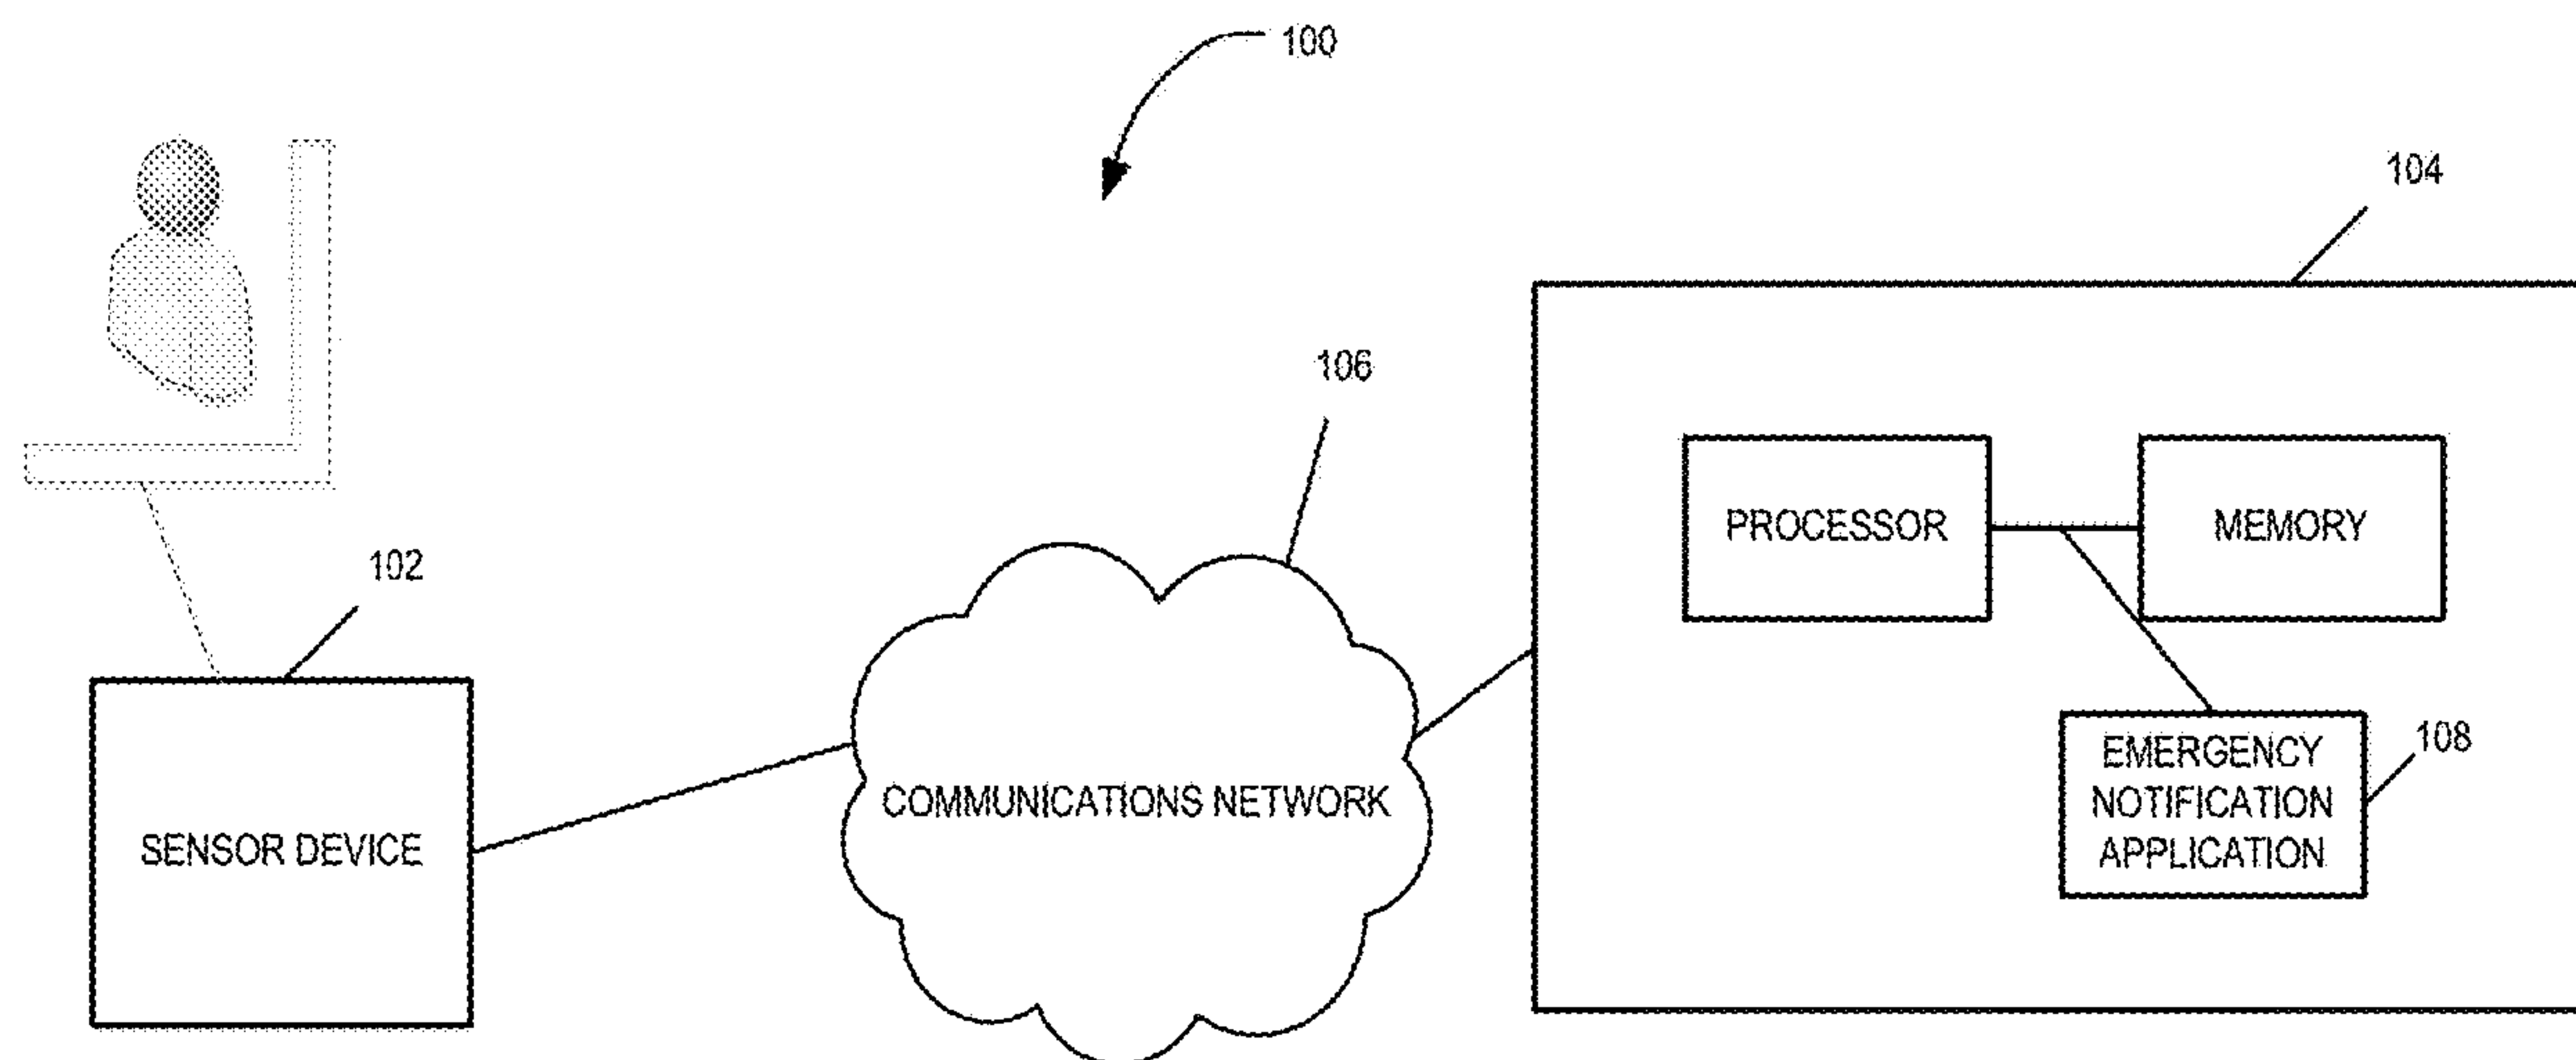 100
104
106
102
PROCESSOR
MEMORY
108
EMERGENCY
NOTIFICATION
APPLICATION
COMMUNICATIONS NETWORK
SENSOR DEVICE